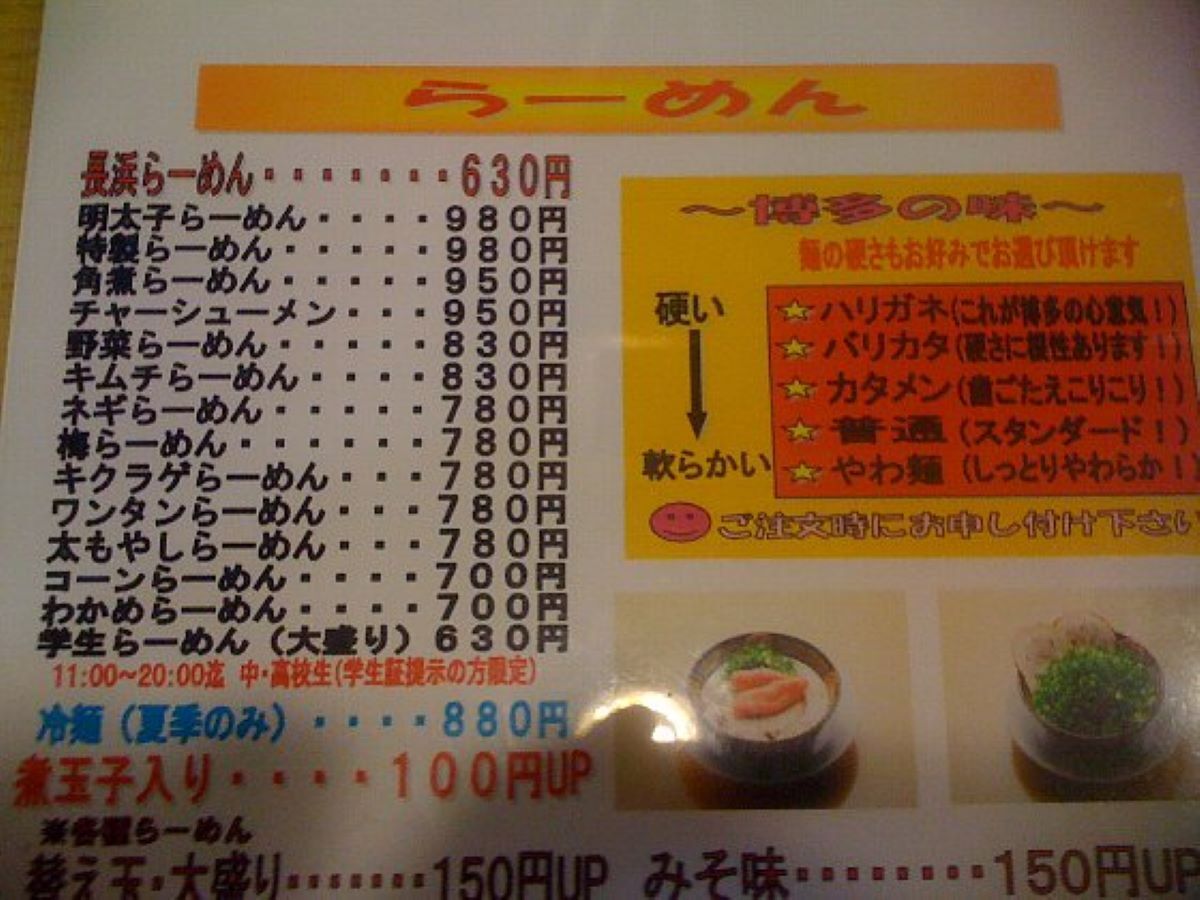 らーめん
長浜らーめん・・・・・・・・630円
明太子らーめん・・・・980円
特製らーめん・・・・・980円
角煮らーめん・・・・・950円
チャーシューメン・・・950円
野菜らーめん・・・・・830円
キムチらーめん・・・・830円
ネギらーめん・・・・・780円
梅らーめん・・・・・・780円
キクラゲらーめん・・・780円
ワンタンらーめん・・・780円
太もやしらーめん・・・780円
コーンらーめん・・・・700円
わかめらーめん・・・・700円
学生らーめん(大盛り)630円
11:00~20:00迄 中・高校生(学生証提示の方限定)
冷麺(夏季のみ)・・・・880円
煮玉子入り・・・・100円UP
※各種らーめん
替え玉・大盛り・・・・・・・150円UP
みそ味・・・・・・・・150円UP
~博多の味~
麺の硬さもお好みでお選び頂けます
硬い
☆ハリガネ(これが博多の心意気!)
☆バリカタ(硬さに根性あります!)
☆カタメン(歯ごたえこりこり!)
☆普通(スタンダード!)
☆やわ麺(しっとりやわらか!)
軟らかい
ご注文時にお申し付け下さい